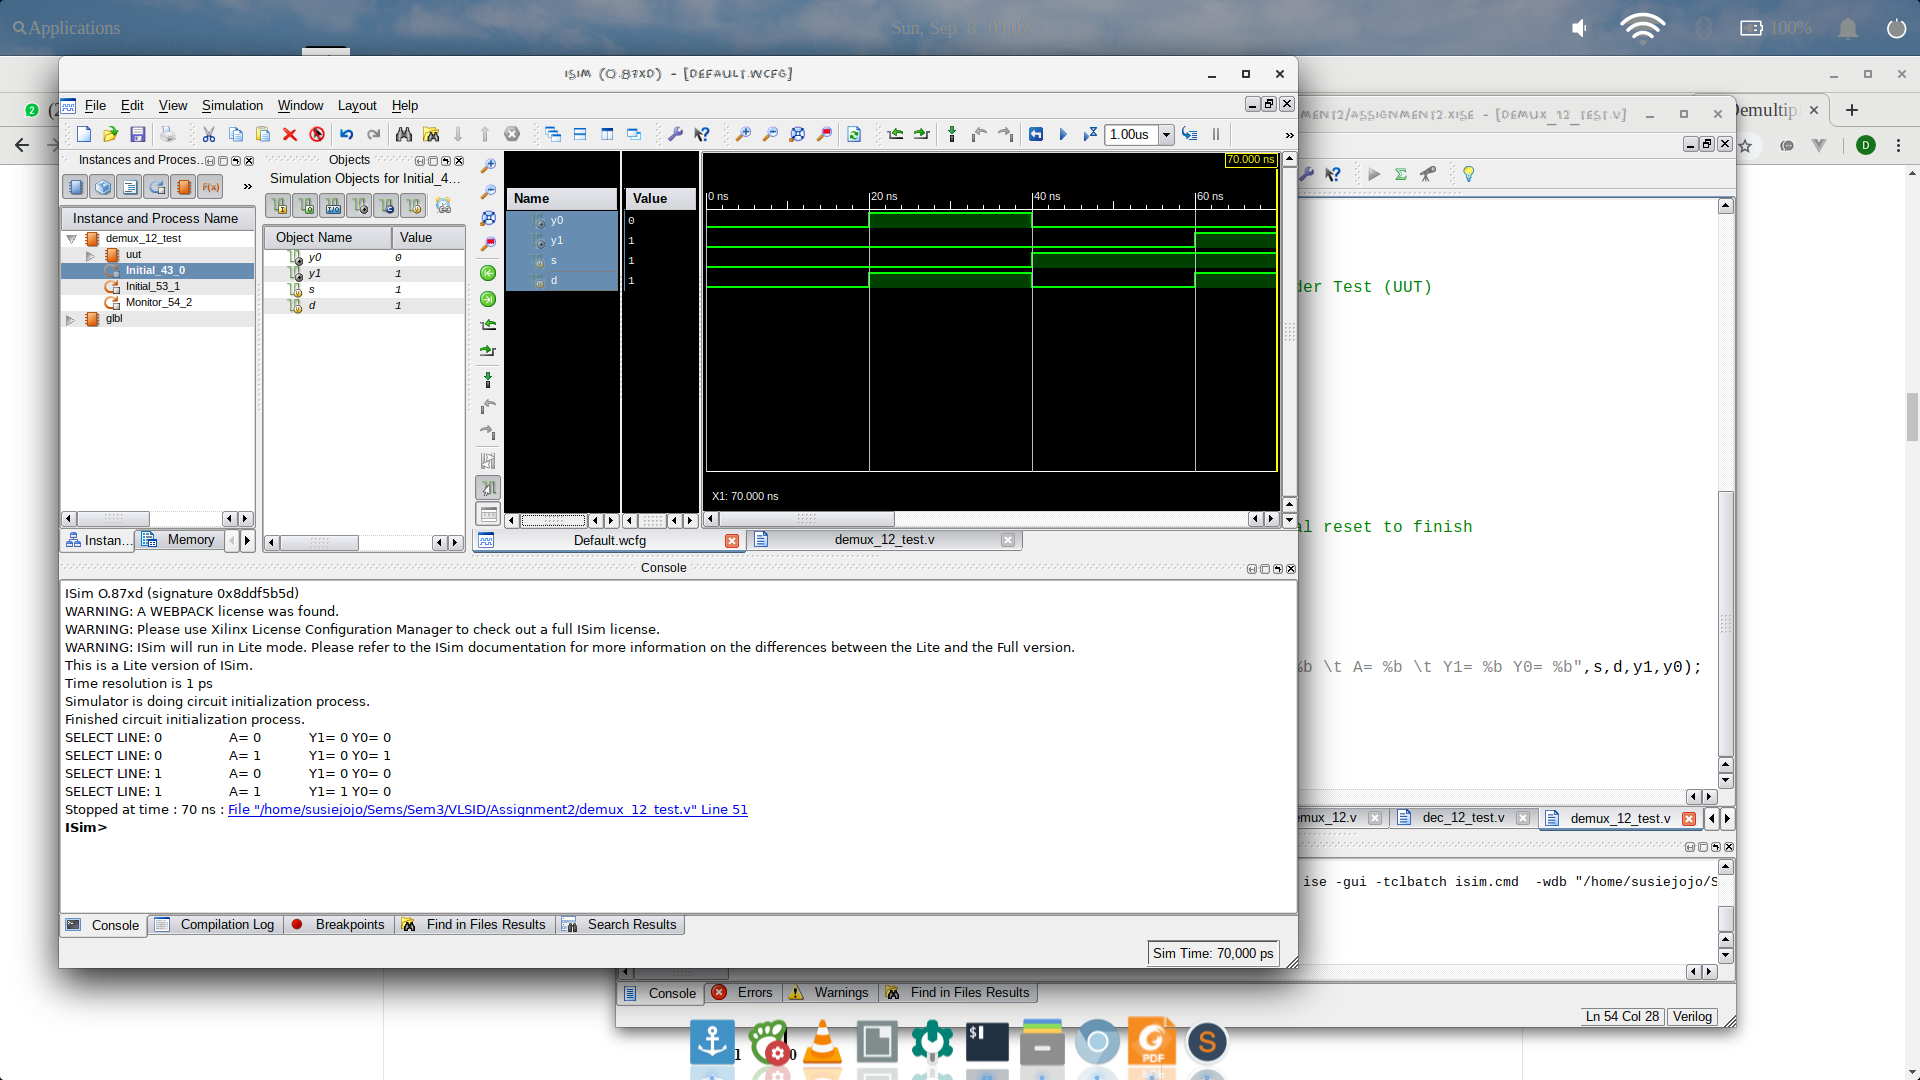 Applications
Sun, Sep
100%
ISIM (O.87XD) - [DEFAULT.WCFG]
File Edit View Simulation Window Layout Help
1.00us
Instances and Proces..
Instance and Process Name
demux_12_test
uut
Initial_43_0
Initial_53_1
Monitor_54_2
glbl
Instan...
Memory
Objects
Simulation Objects for Initial_4...
Object Name Value
y0 0
y1 1
s 1
d 1
Name Value
y0 0
y1 1
s 1
d 1
70.000 ns
0 ns 20 ns 40 ns 60 ns
X1: 70.000 ns
Default.wcfg
demux_12_test.v
Console
ISim O.87xd (signature 0x8ddf5b5d)
WARNING: A WEBPACK license was found.
WARNING: Please use Xilinx License Configuration Manager to check out a full ISim license.
WARNING: ISim will run in Lite mode. Please refer to the ISim documentation for more information on the differences between the Lite and the Full version.
This is a Lite version of ISim.
Time resolution is 1 ps
Simulator is doing circuit initialization process.
Finished circuit initialization process.
SELECT LINE: 0 A= 0 Y1= 0 Y0= 0
SELECT LINE: 0 A= 1 Y1= 0 Y0= 1
SELECT LINE: 1 A= 0 Y1= 0 Y0= 0
SELECT LINE: 1 A= 1 Y1= 1 Y0= 0
Stopped at time : 70 ns : File "/home/susiejojo/Sems/Sem3/VLSID/Assignment2/demux_12_test.v" Line 51
ISim>
Console
Compilation Log
Breakpoints
Find in Files Results
Search Results
Sim Time: 70,000 ps
MENT2/ASSIGNMENT2.XISE - [DEMUX_12_TEST.V]
Demultip
D
der Test (UUT)
al reset to finish
%b \t A= %b \t Y1= %b Y0= %b",s,d,y1,y0);
emux_12.v
dec_12_test.v
demux_12_test.v
ise -gui -tclbatch isim.cmd -wdb "/home/susiejojo/S
Console
Errors
Warnings
Find in Files Results
Ln 54 Col 28 Verilog
1 0
$
G
PDF
S